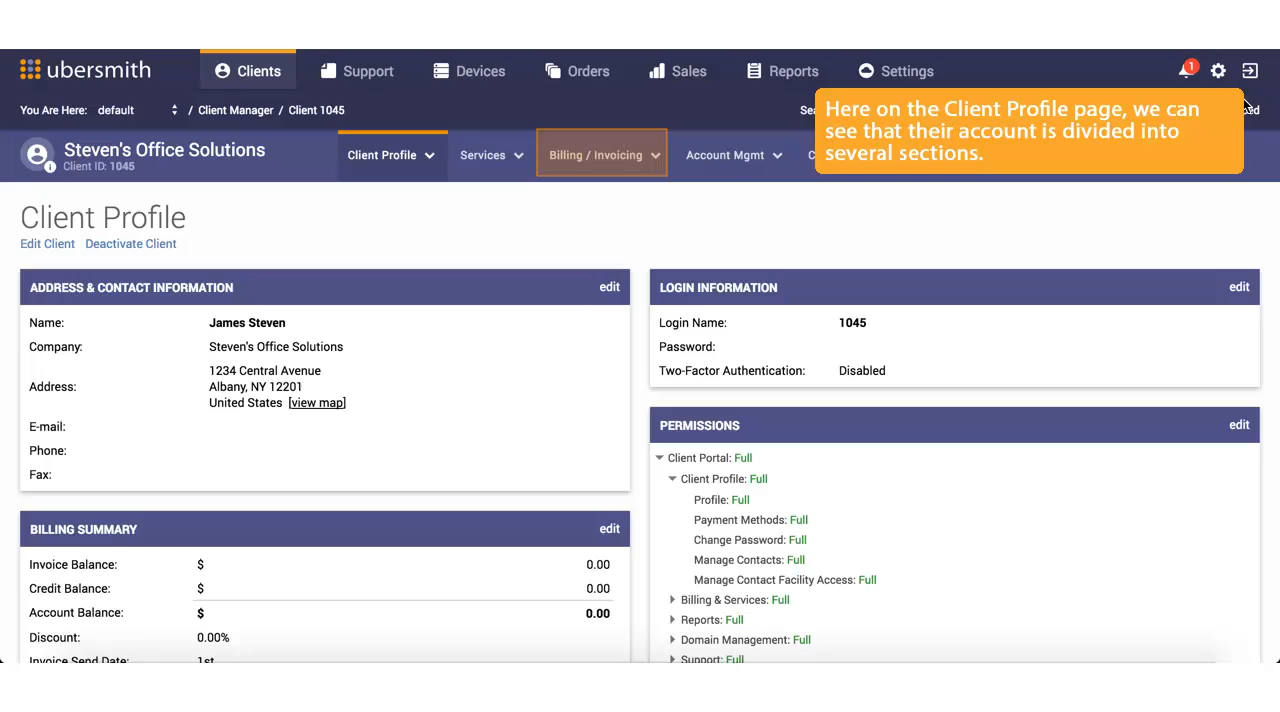 ubersmith
Clients
Support
Devices
Orders
Sales
Reports
Settings
1
You Are Here: default / Client Manager / Client 1045
Here on the Client Profile page, we can
see that their account is divided into
several sections.
Steven's Office Solutions
Client ID: 1045
Client Profile
Services
Billing / Invoicing
Account Mgmt
Client Profile
Edit Client Deactivate Client
ADDRESS & CONTACT INFORMATION edit
Name: James Steven
Company: Steven's Office Solutions
Address: 1234 Central Avenue
Albany, NY 12201
United States [view map]
E-mail:
Phone:
Fax:
BILLING SUMMARY edit
Invoice Balance: $ 0.00
Credit Balance: $ 0.00
Account Balance: $ 0.00
Discount: 0.00%
Invoice Send Date: 1st
LOGIN INFORMATION edit
Login Name: 1045
Password:
Two-Factor Authentication: Disabled
PERMISSIONS edit
Client Portal: Full
Client Profile: Full
Profile: Full
Payment Methods: Full
Change Password: Full
Manage Contacts: Full
Manage Contact Facility Access: Full
Billing & Services: Full
Reports: Full
Domain Management: Full
Support: Full